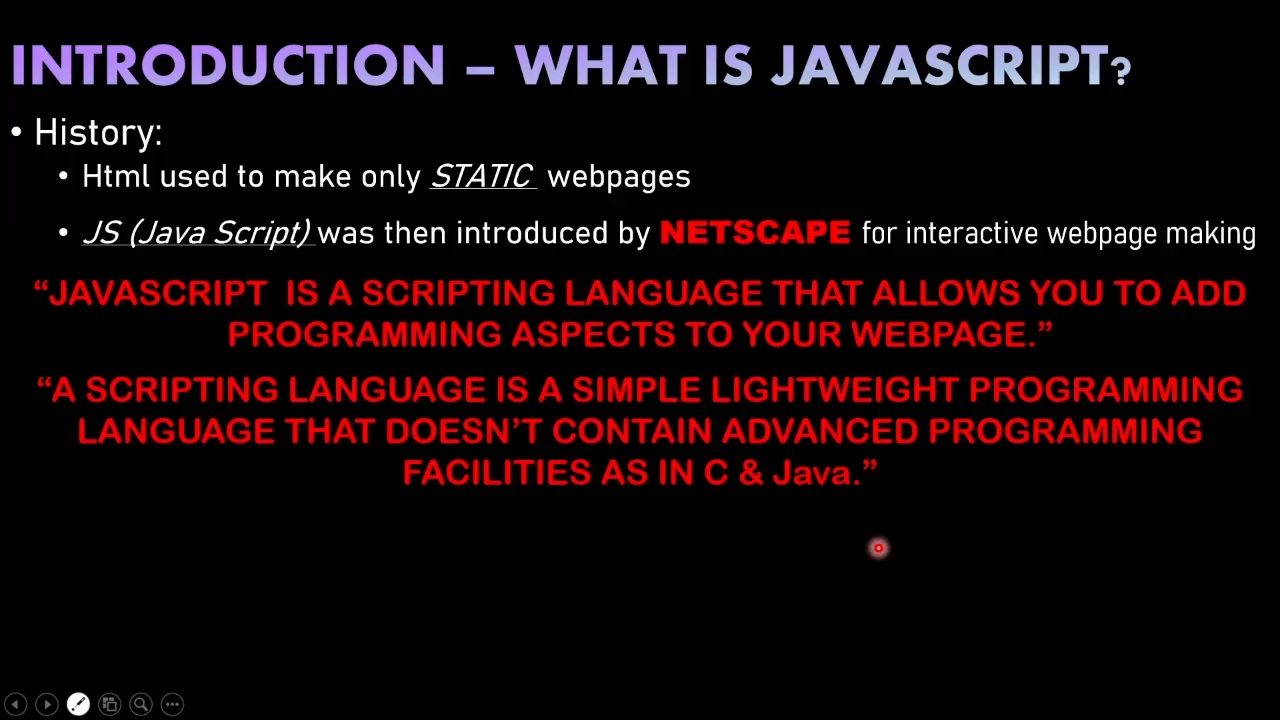 INTRODUCTION – WHAT IS JAVASCRIPT?
• History:
• Html used to make only STATIC webpages
• JS (Java Script) was then introduced by NETSCAPE for interactive webpage making
“JAVASCRIPT IS A SCRIPTING LANGUAGE THAT ALLOWS YOU TO ADD
PROGRAMMING ASPECTS TO YOUR WEBPAGE.”
“A SCRIPTING LANGUAGE IS A SIMPLE LIGHTWEIGHT PROGRAMMING
LANGUAGE THAT DOESN’T CONTAIN ADVANCED PROGRAMMING
FACILITIES AS IN C & Java.”